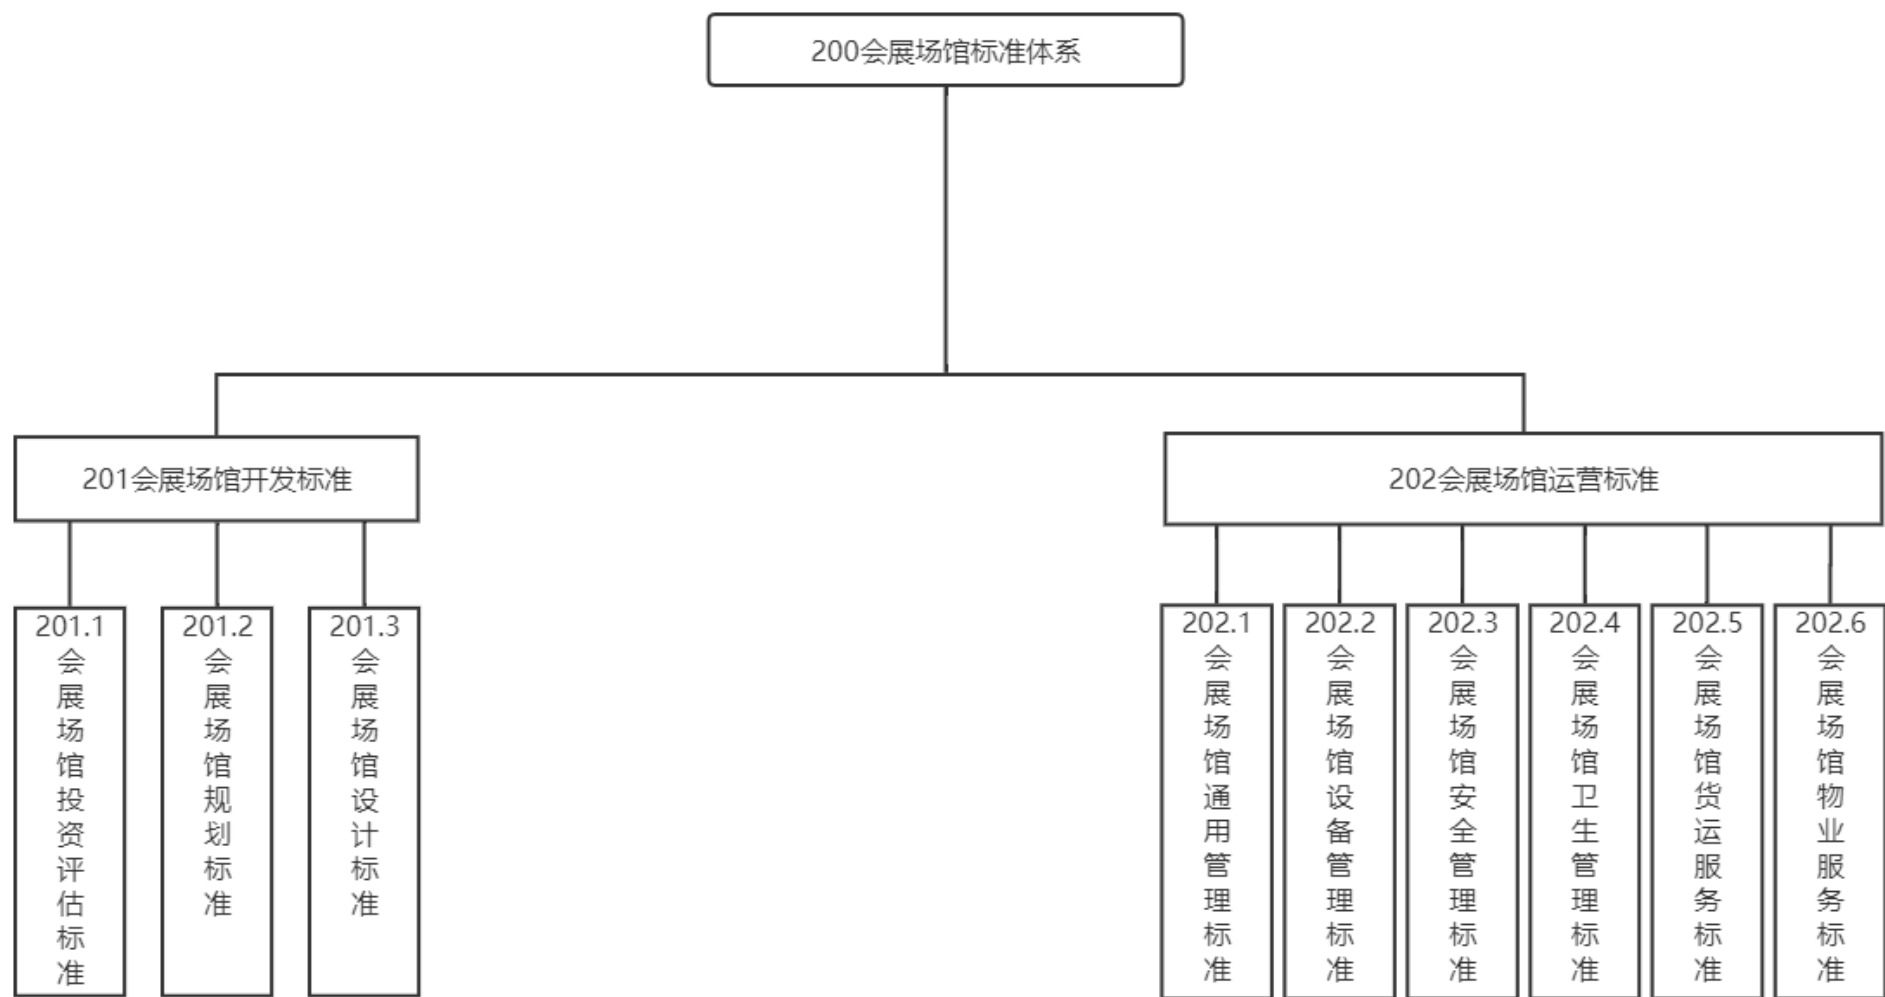 200会展场馆标准体系
201会展场馆开发标准
202会展场馆运营标准
201.1会展场馆投资评估标准
201.2会展场馆规划标准
201.3会展场馆设计标准
202.1会展场馆通用管理标准
202.2会展场馆设备管理标准
202.3会展场馆安全管理标准
202.4会展场馆卫生管理标准
202.5会展场馆货运服务标准
202.6会展场馆物业服务标准